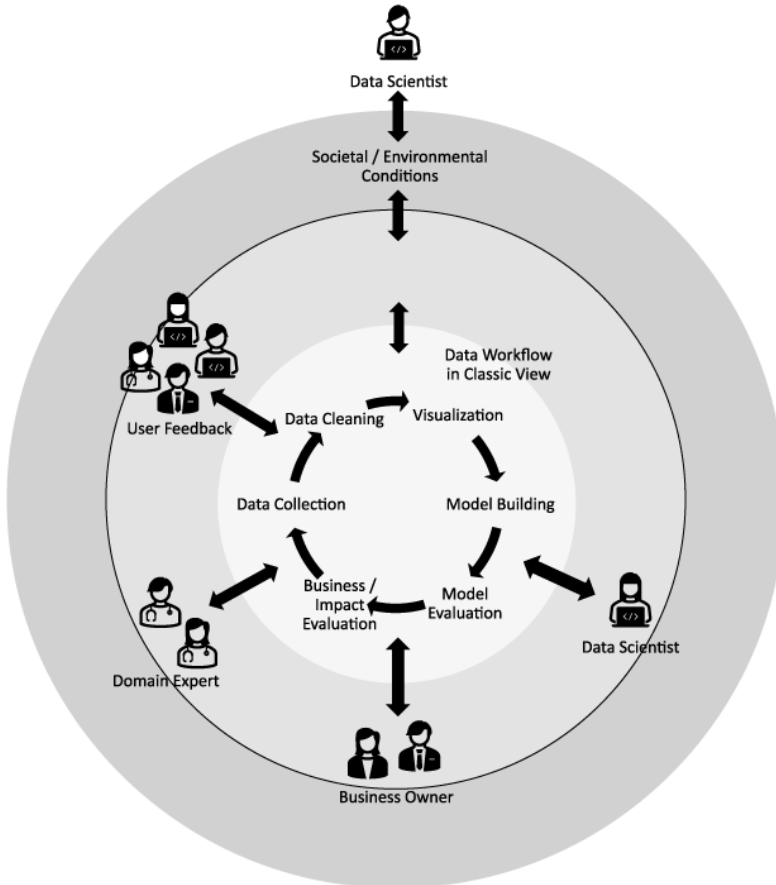 Data Scientist
Societal / Environmental
Conditions
Data Workflow
in Classic View
Data Cleaning
Visualization
User Feedback
Data Collection
Model Building
Business /
Impact
Evaluation
Model
Evaluation
Data Scientist
Domain Expert
Business Owner